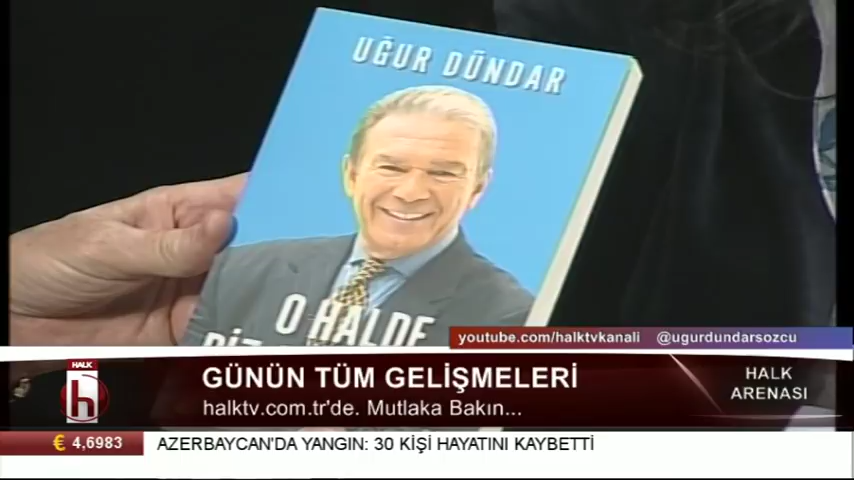 UĞUR DÜNDAR
O HALDE
youtube.com/halktvkanali @ugurdundarsozcu
HALK
h
GÜNÜN TÜM GELİŞMELERİ
halktv.com.tr'de. Mutlaka Bakın...
HALK
ARENASI
€ 4,6983 AZERBAYCAN'DA YANGIN: 30 KİŞİ HAYATINI KAYBETTİ